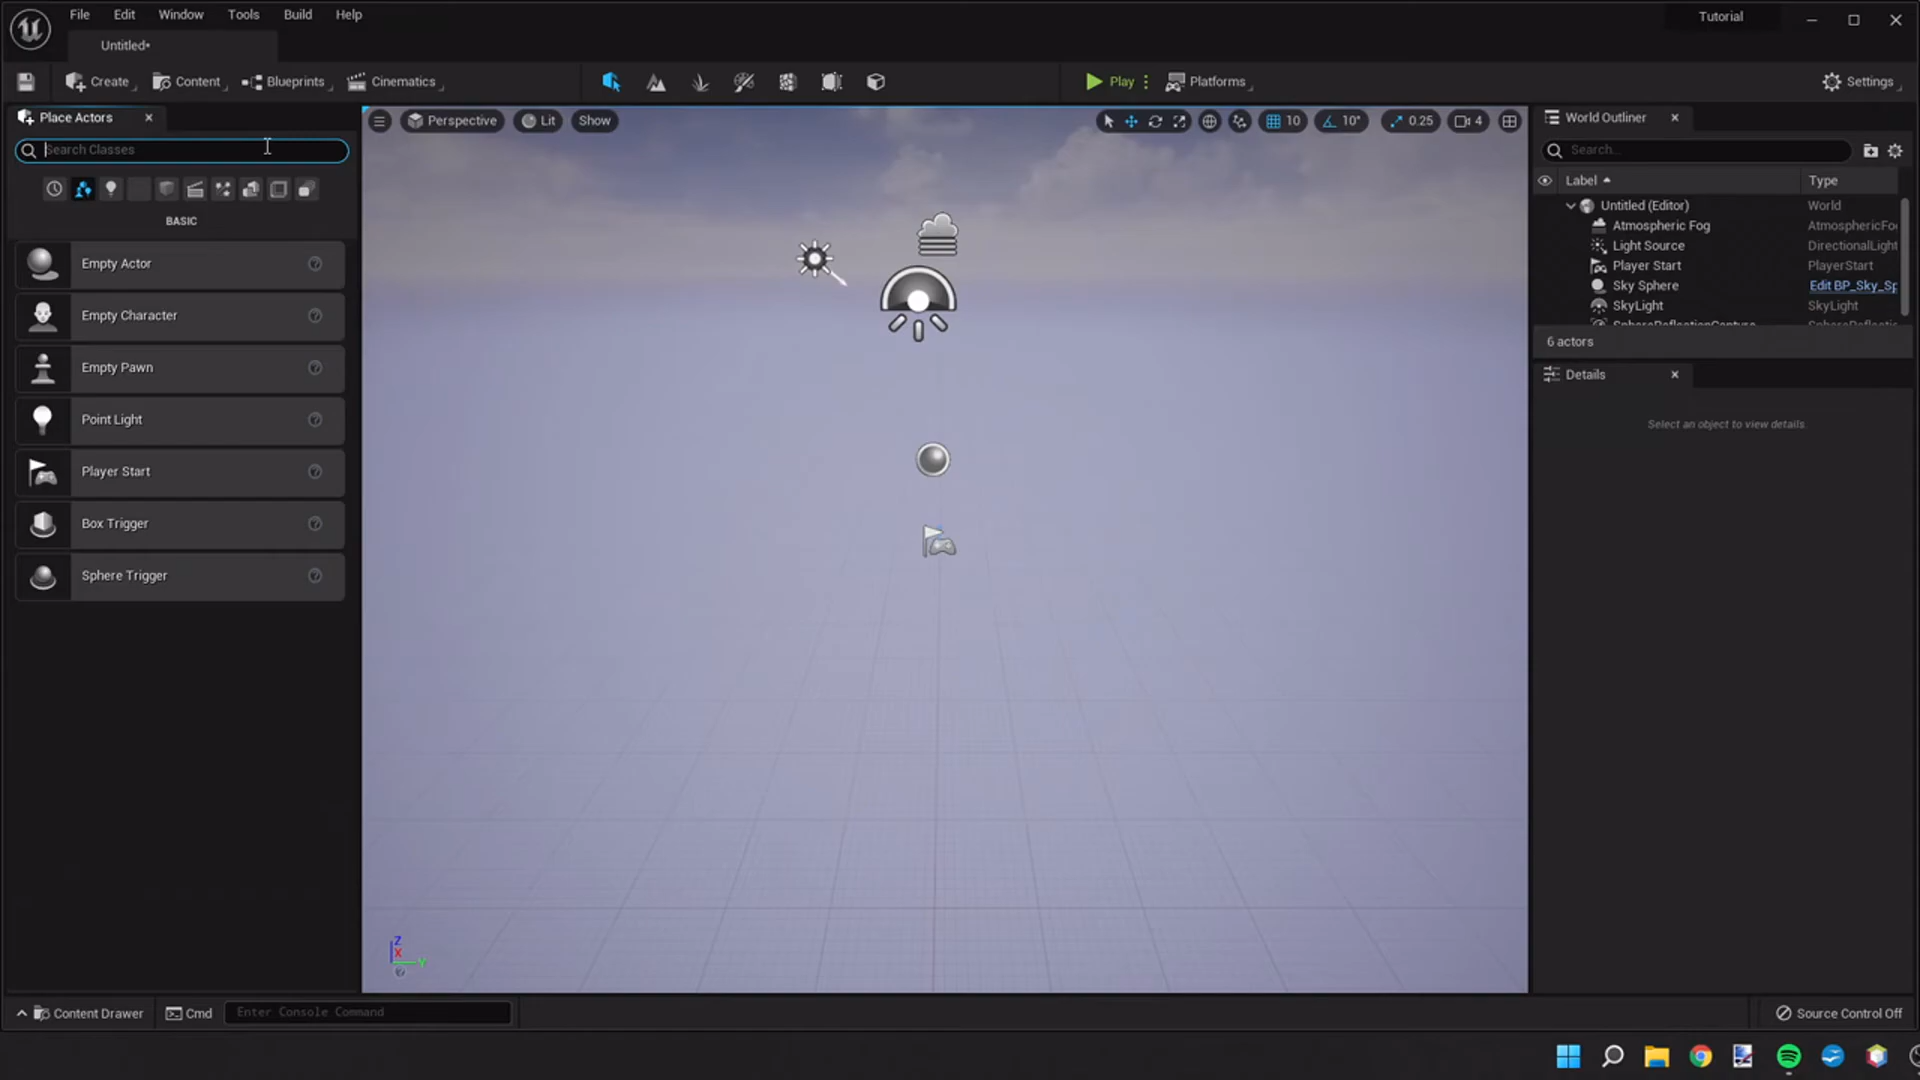 File Edit Window Tools Build Help
Tutorial
Untitled•
Create Content Blueprints Cinematics Play Platforms Settings
Place Actors
Search Classes
BASIC
Empty Actor
Empty Character
Empty Pawn
Point Light
Player Start
Box Trigger
Sphere Trigger
Perspective Lit Show
10 10° 0.25 4
Z
X
Y
World Outliner
Search...
Label Type
Untitled (Editor) World
Atmospheric Fog AtmosphericFo
Light Source DirectionalLight
Player Start PlayerStart
Sky Sphere Edit BP_Sky_Sp
SkyLight SkyLight
SphereReflectionCapture SphereReflectio
6 actors
Details
Select an object to view details.
Content Drawer Cmd Enter Console Command Source Control Off